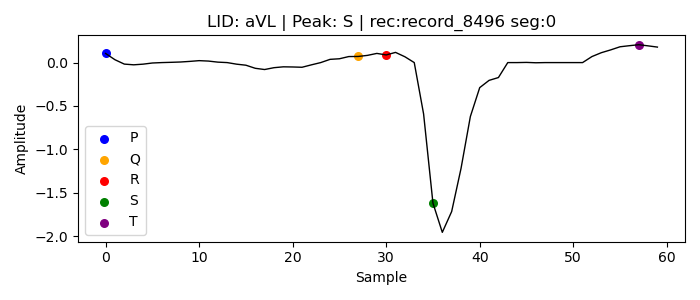 LID: aVL | Peak: S | rec:record_8496 seg:0
Amplitude
0.0
−0.5
−1.0
−1.5
−2.0
P
Q
R
S
T
0
10
20
30
40
50
60
Sample